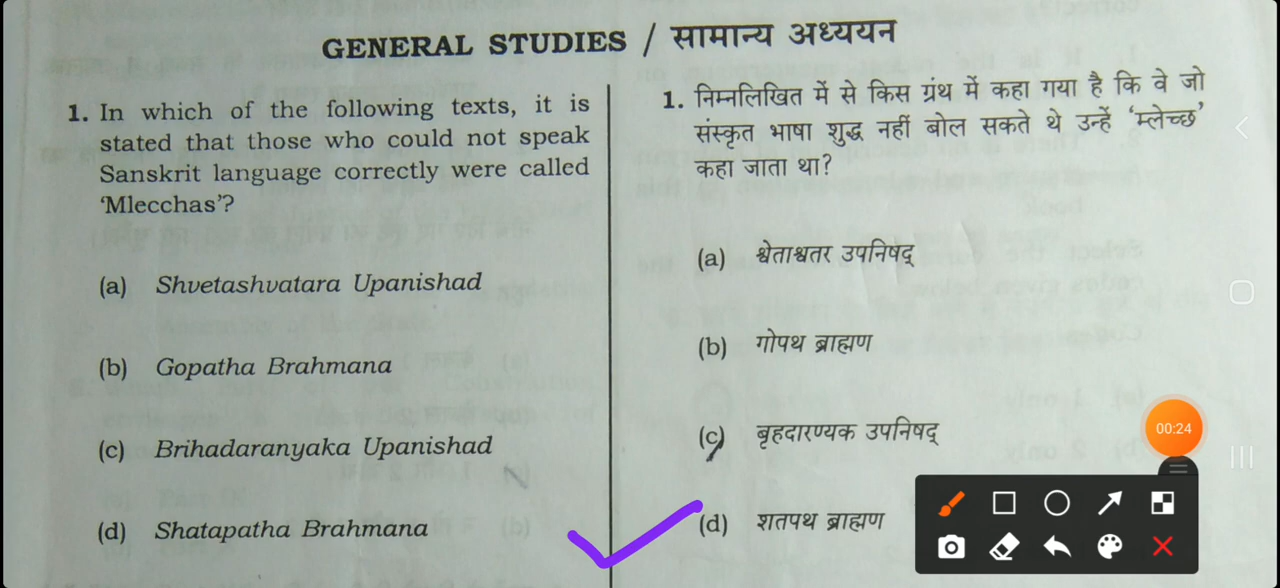 GENERAL STUDIES / सामान्य अध्ययन
1. In which of the following texts, it is
stated that those who could not speak
Sanskrit language correctly were called
‘Mlecchas’?
(a) Shvetashvatara Upanishad
(b) Gopatha Brahmana
(c) Brihadaranyaka Upanishad
(d) Shatapatha Brahmana
1. निम्नलिखित में से किस ग्रंथ में कहा गया है कि वे जो
संस्कृत भाषा शुद्ध नहीं बोल सकते थे उन्हें ‘म्लेच्छ’
कहा जाता था?
(a) श्वेताश्वतर उपनिषद्
(b) गोपथ ब्राह्मण
(c) बृहदारण्यक उपनिषद्
(d) शतपथ ब्राह्मण
00:24